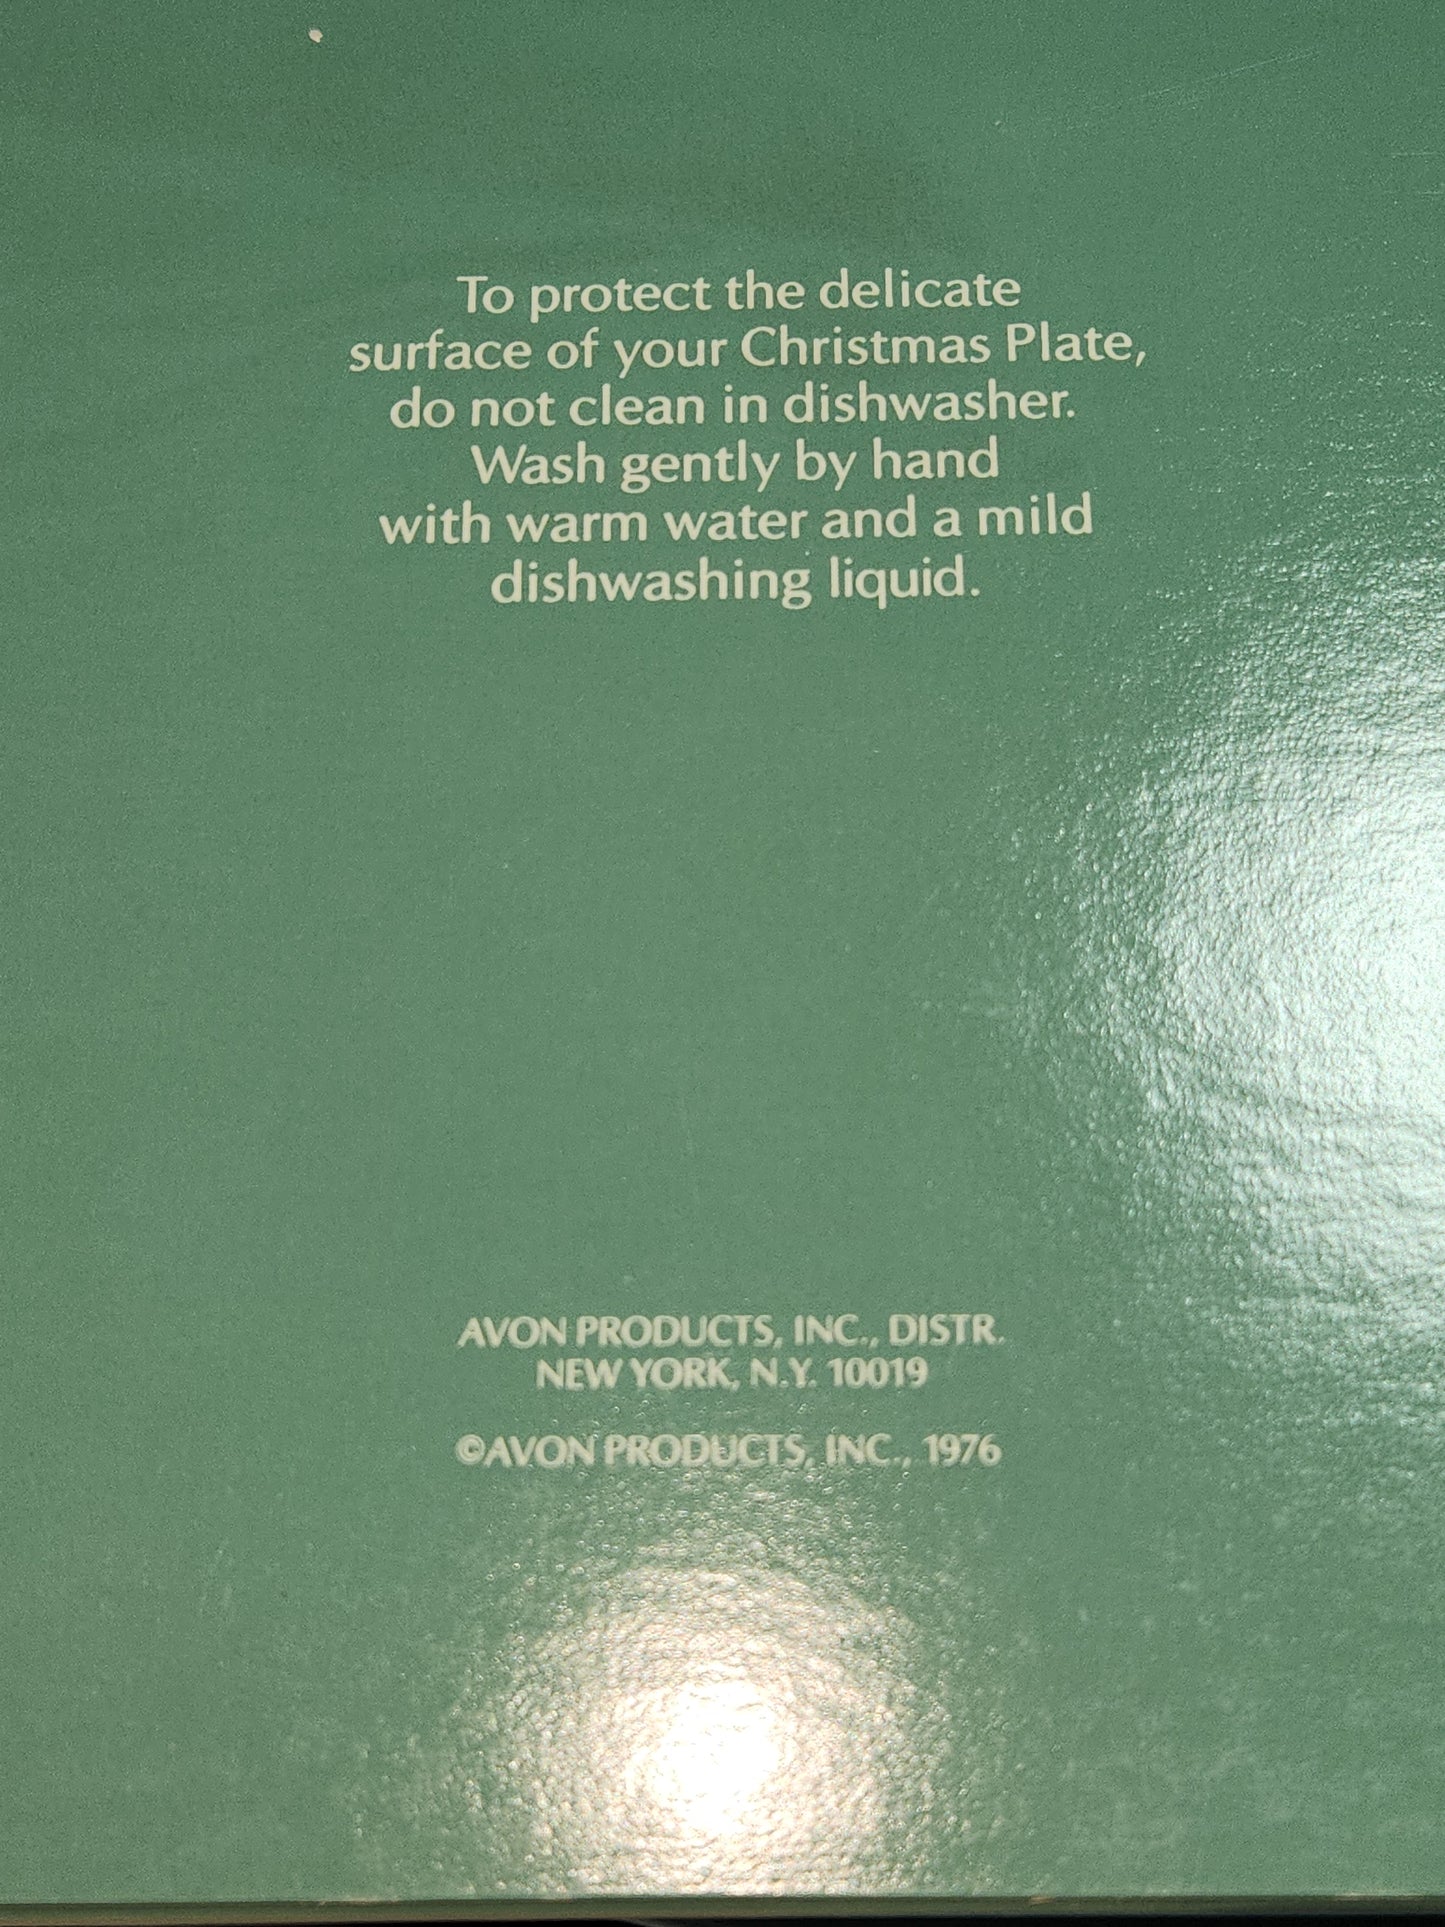 To protect the delicate
surface of your Christmas Plate,
do not clean in dishwasher.
Wash gently by hand
with warm water and a mild
dishwashing liquid.
AVON PRODUCTS, INC., DISTR.
NEW YORK, N.Y. 10019
©AVON PRODUCTS, INC., 1976